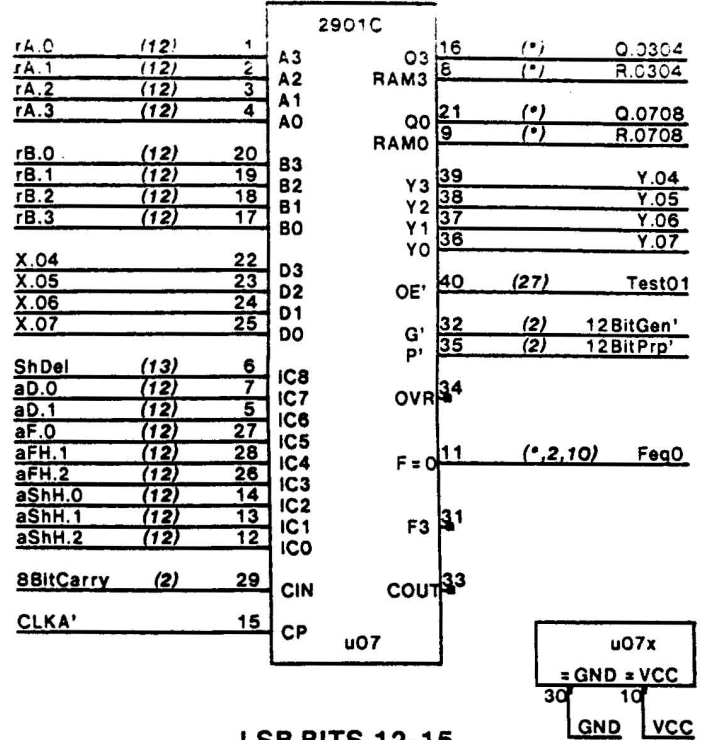 2901C
rA.0 (12) 1 A3 O3 16 (*) Q.0304
rA.1 (12) 2 A2 RAM3 8 (*) R.0304
rA.2 (12) 3 A1
rA.3 (12) 4 A0 Q0 21 (*) Q.0708
RAM0 9 (*) R.0708
rB.0 (12) 20 B3
rB.1 (12) 19 B2 Y3 39 Y.04
rB.2 (12) 18 B1 Y2 38 Y.05
rB.3 (12) 17 B0 Y1 37 Y.06
Y0 36 Y.07
X.04 22 D3
X.05 23 D2 OE' 40 (27) Test01
X.06 24 D1
X.07 25 D0 G' 32 (2) 12BitGen'
P' 35 (2) 12BitPrp'
ShDel (13) 6 IC8
aD.0 (12) 7 IC7 OVR 34
aD.1 (12) 5 IC6
aF.0 (12) 27 IC5
aFH.1 (12) 28 IC4 F=0 11 (*,2,10) Feq0
aFH.2 (12) 26 IC3
aShH.0 (12) 14 IC2
aShH.1 (12) 13 IC1 F3 31
aShH.2 (12) 12 IC0
8BitCarry (2) 29 CIN COUT 33
CLKA' 15 CP
u07 u07x
=GND =VCC
30 10
GND VCC
LSB BITS 12-15